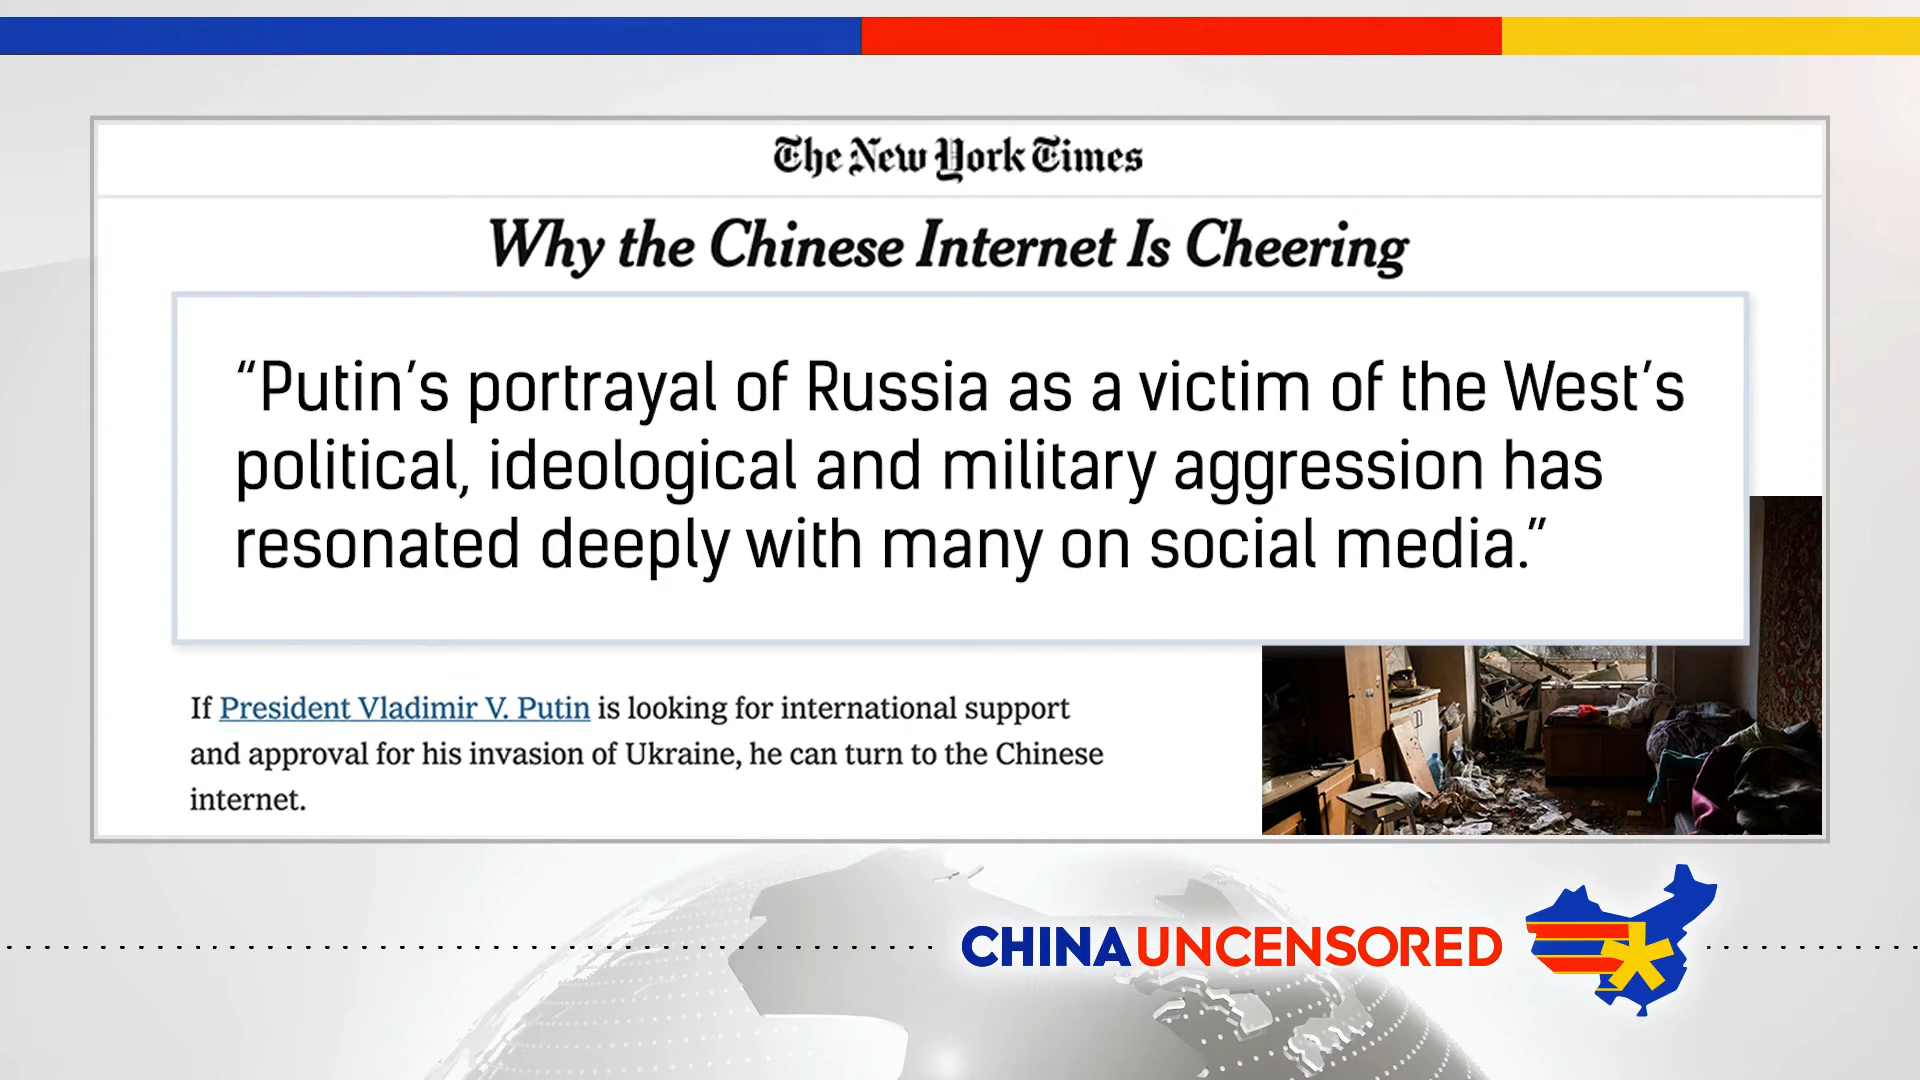 The New York Times
Why the Chinese Internet Is Cheering
“Putin’s portrayal of Russia as a victim of the West’s
political, ideological and military aggression has
resonated deeply with many on social media.”
If President Vladimir V. Putin is looking for international support
and approval for his invasion of Ukraine, he can turn to the Chinese
internet.
CHINA UNCENSORED